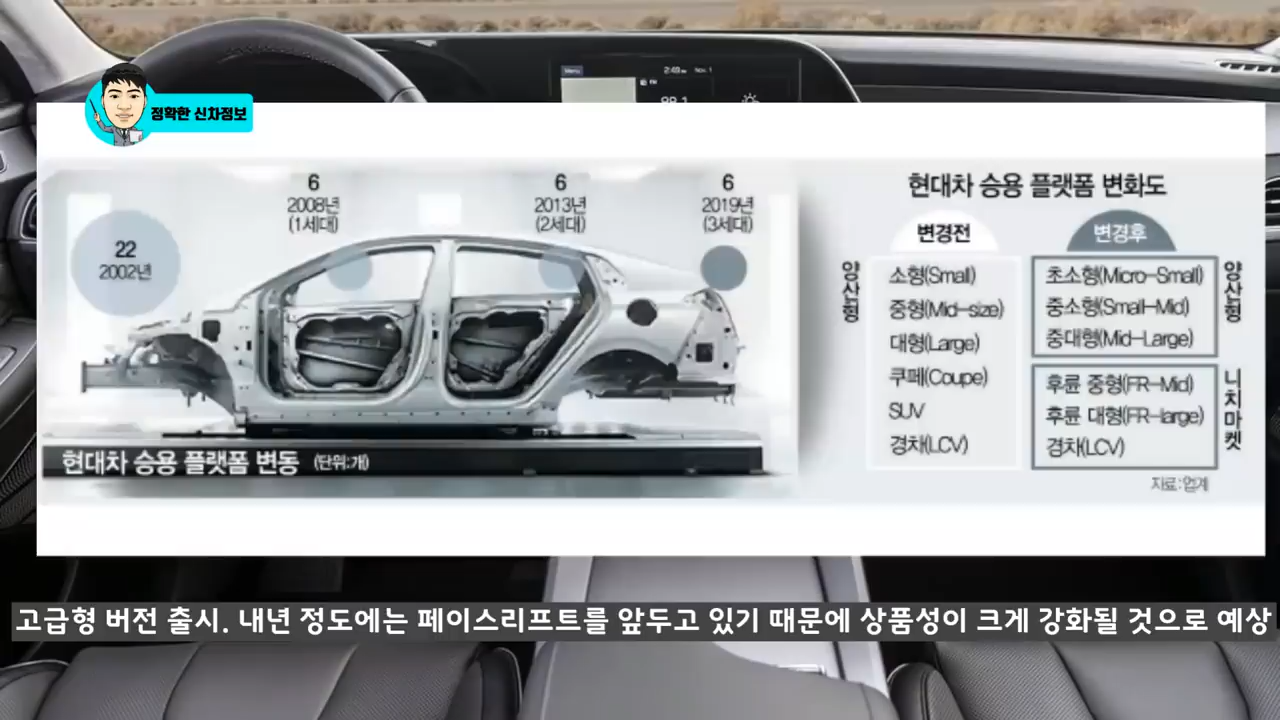 Menu
2:49
Nov. 1
FM
정확한 신차정보
22
2002년
6
2008년
(1세대)
6
2013년
(2세대)
6
2019년
(3세대)
현대차 승용 플랫폼 변동 (단위:개)
현대차 승용 플랫폼 변화도
변경전
변경후
양산형
소형(Small)
중형(Mid-size)
대형(Large)
쿠페(Coupe)
SUV
경차(LCV)
초소형(Micro-Small)
중소형(Small-Mid)
중대형(Mid-Large)
양산형
후륜 중형(FR-Mid)
후륜 대형(FR-large)
경차(LCV)
니치마켓
자료:업계
고급형 버전 출시. 내년 정도에는 페이스리프트를 앞두고 있기 때문에 상품성이 크게 강화될 것으로 예상